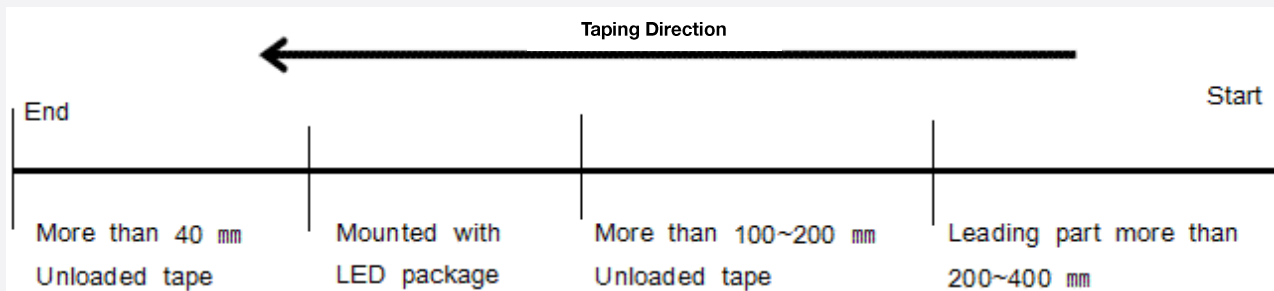 Taping Direction
End
Start
More than 40 ㎜
Unloaded tape
Mounted with
LED package
More than 100~200 ㎜
Unloaded tape
Leading part more than
200~400 ㎜